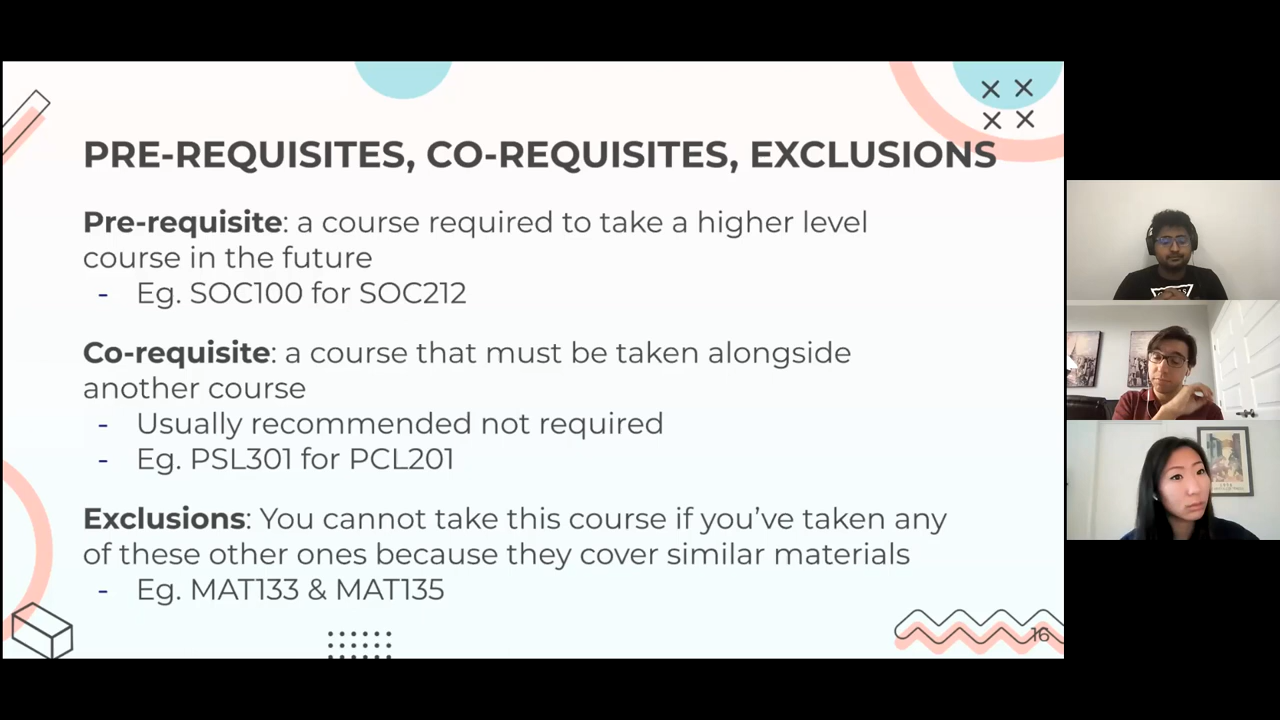 PRE-REQUISITES, CO-REQUISITES, EXCLUSIONS
Pre-requisite: a course required to take a higher level
course in the future
- Eg. SOC100 for SOC212
Co-requisite: a course that must be taken alongside
another course
- Usually recommended not required
- Eg. PSL301 for PCL201
Exclusions: You cannot take this course if you’ve taken any
of these other ones because they cover similar materials
- Eg. MAT133 & MAT135
16